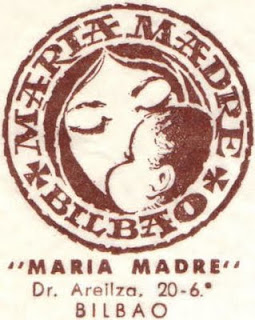 MARIA MADRE
BILBAO
"MARIA MADRE"
Dr. Areilza, 20-6.º
BILBAO